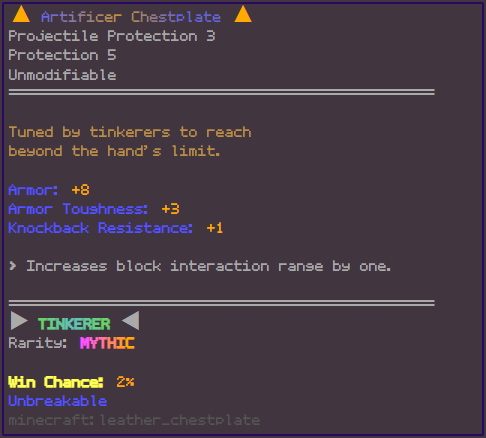 Artificer Chestplate
Projectile Protection 3
Protection 5
Unmodifiable
Tuned by tinkerers to reach
beyond the hand's limit.
Armor: +8
Armor Toughness: +3
Knockback Resistance: +1
> Increases block interaction range by one.
TINKERER
Rarity: MYTHIC
Win Chance: 2%
Unbreakable
minecraft:leather_chestplate